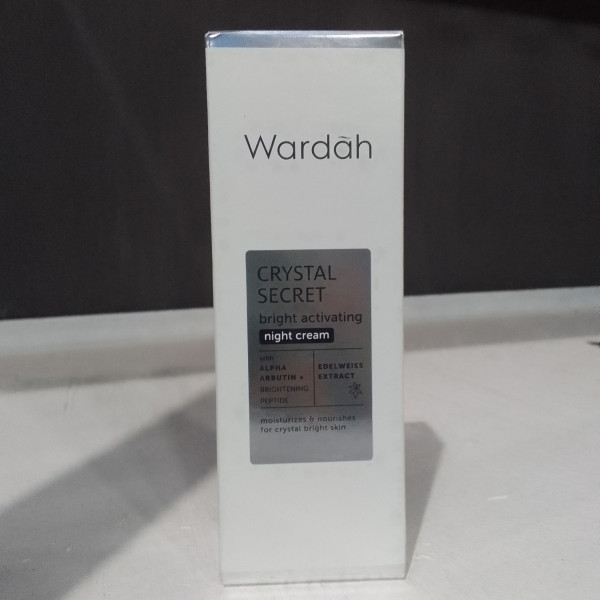 Wardãh
CRYSTAL
SECRET
bright activating
night cream
with
ALPHA
ARBUTIN +
BRIGHTENING
PEPTIDE
EDELWEISS
EXTRACT
moisturizes & nourishes
for crystal bright skin